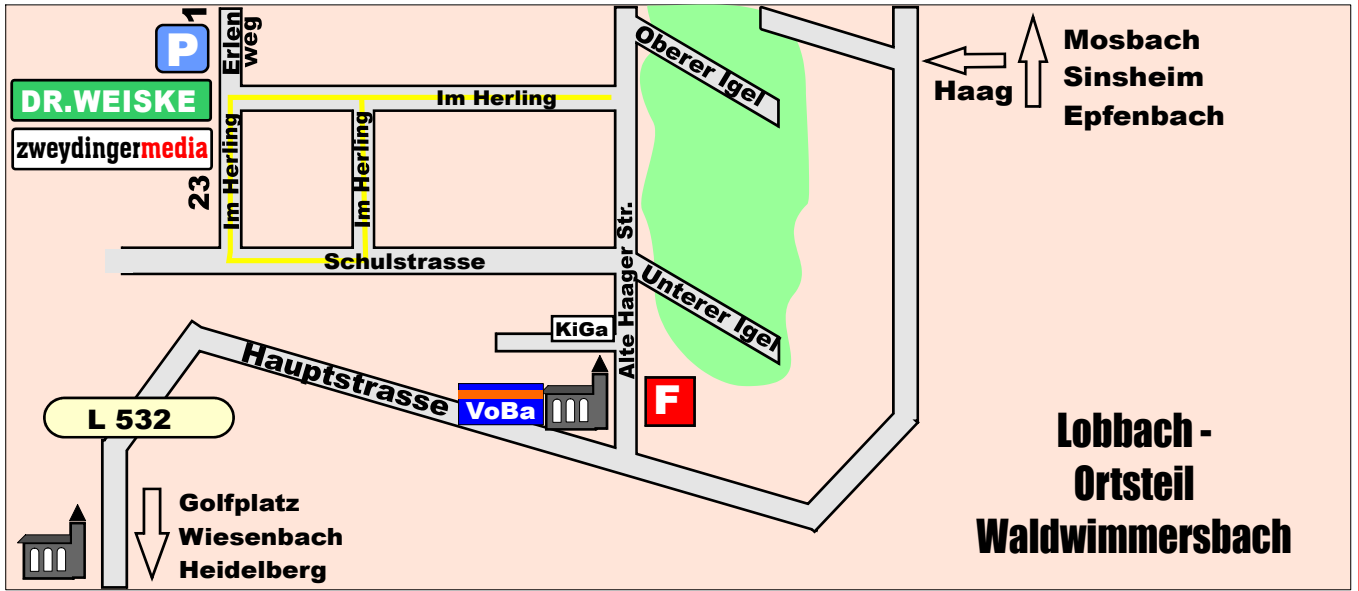 1
P
Erlen
weg
DR.WEISKE
zweydingermedia
23
Im Herling
Im Herling
Im Herling
Schulstrasse
Alte Haager Str.
Oberer Igel
Unterer Igel
KiGa
Hauptstrasse
VoBa
F
L 532
Golfplatz
Wiesenbach
Heidelberg
Haag
Mosbach
Sinsheim
Epfenbach
Lobbach -
Ortsteil
Waldwimmersbach